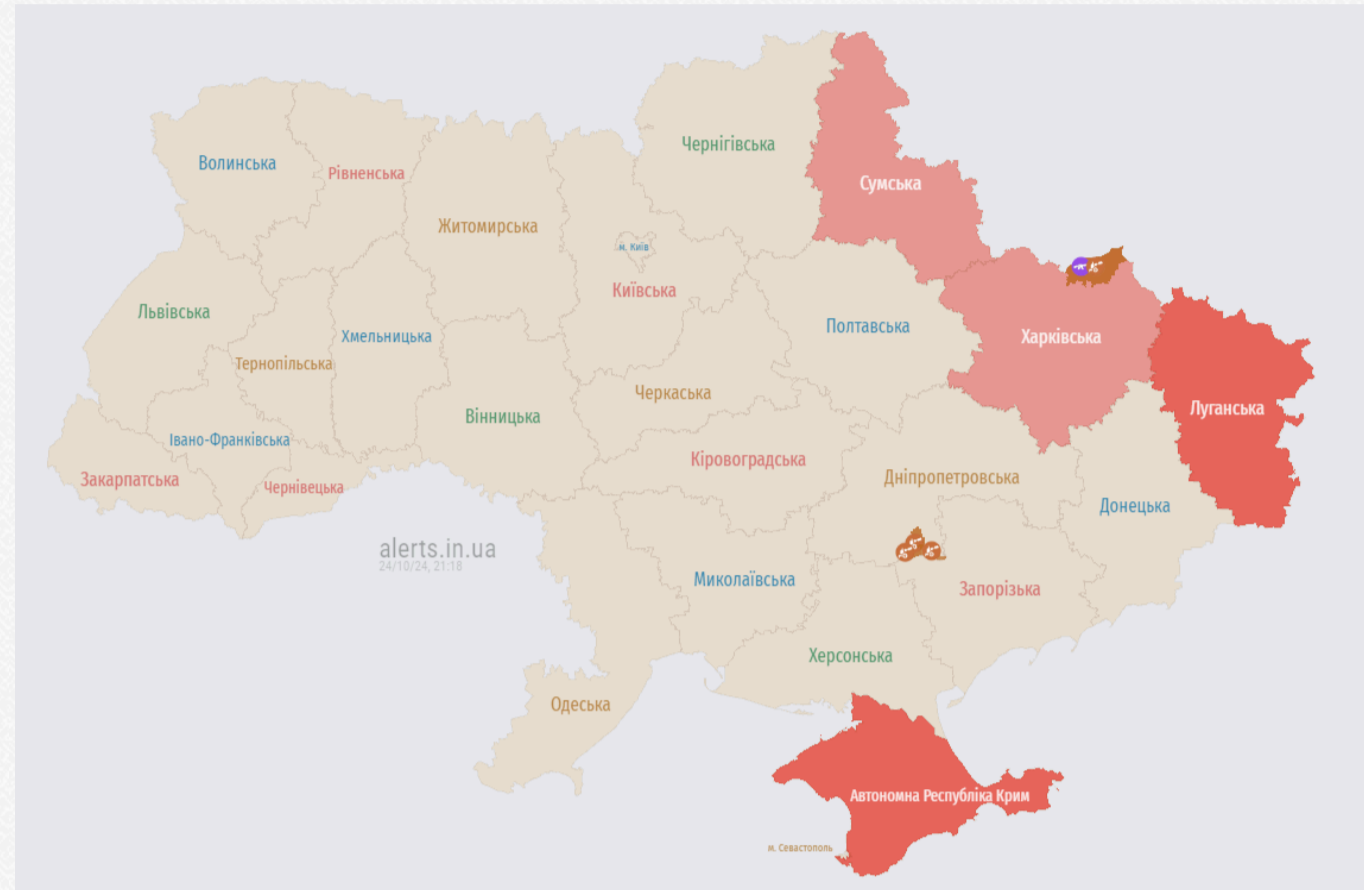 Чернігівська
Волинська
Рівненська
Сумська
Житомирська
м. Київ
Київська
Львівська
Полтавська
Хмельницька
Харківська
Тернопільська
Черкаська
Луганська
Вінницька
Івано-Франківська
Кіровоградська
Закарпатська
Чернівецька
Дніпропетровська
Донецька
alerts.in.ua
24/10/24, 21:18
Миколаївська
Запорізька
Херсонська
Одеська
Автономна Республіка Крим
м. Севастополь